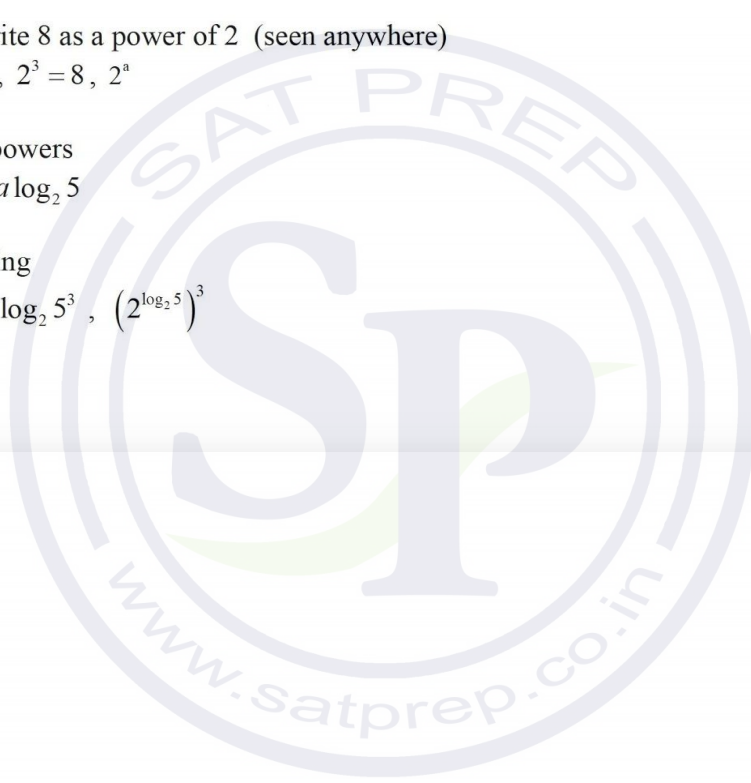 ite 8 as a power of 2 (seen anywhere)
, 2³ = 8 , 2ᵃ
owers
a log₂ 5
ng
log₂ 5³ , (2^(log₂ 5))³
SAT PREP
SP
www.satprep.co.in